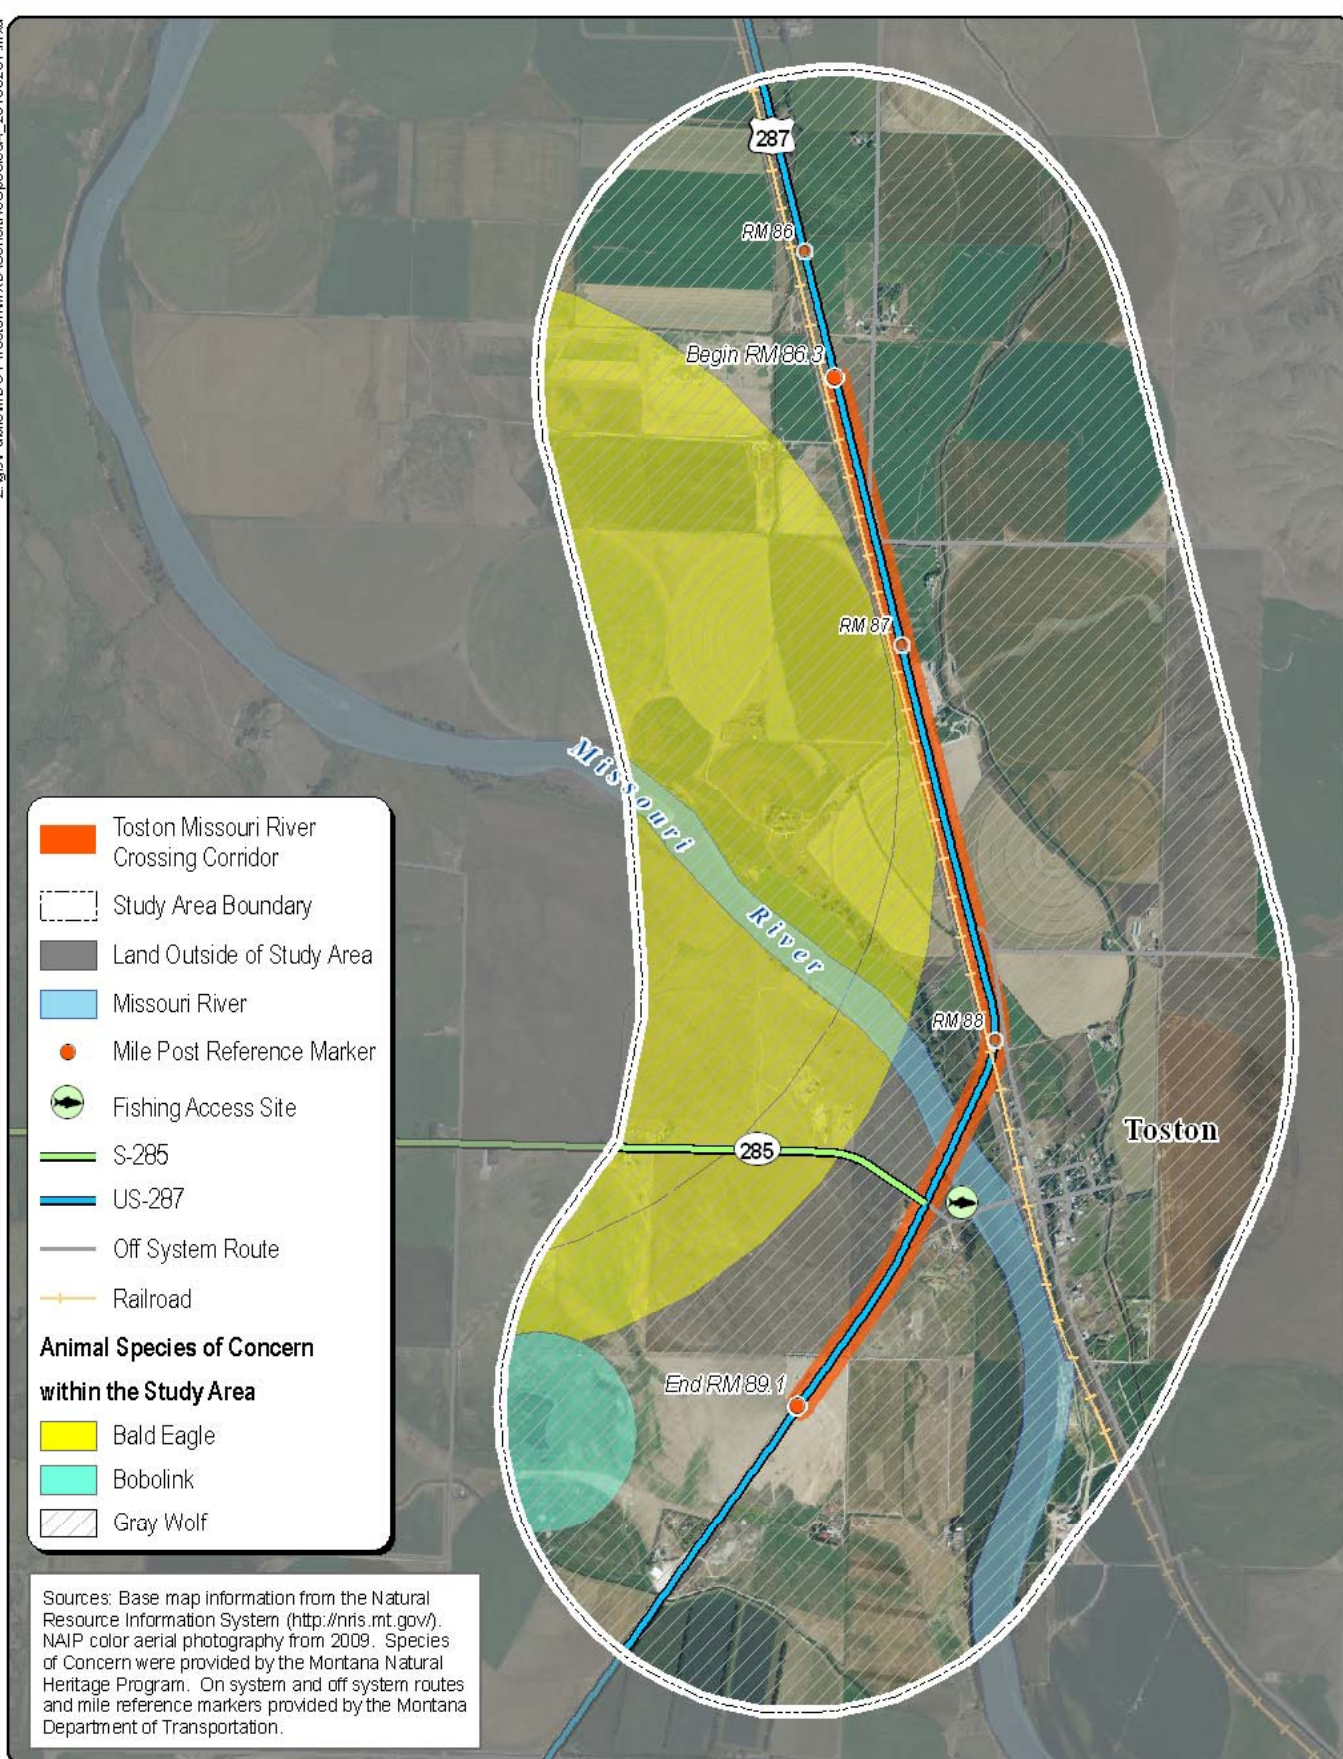 287
RM 86
Begin RM 86.3
RM 87
Missouri
River
RM 88
Toston
285
End RM 89.1
Toston Missouri River
Crossing Corridor
Study Area Boundary
Land Outside of Study Area
Missouri River
Mile Post Reference Marker
Fishing Access Site
S-285
US-287
Off System Route
Railroad
Animal Species of Concern
within the Study Area
Bald Eagle
Bobolink
Gray Wolf
Sources: Base map information from the Natural
Resource Information System (http://nris.mt.gov/).
NAIP color aerial photography from 2009.  Species
of Concern were provided by the Montana Natural
Heritage Program.  On system and off system routes
and mile reference markers provided by the Montana
Department of Transportation.